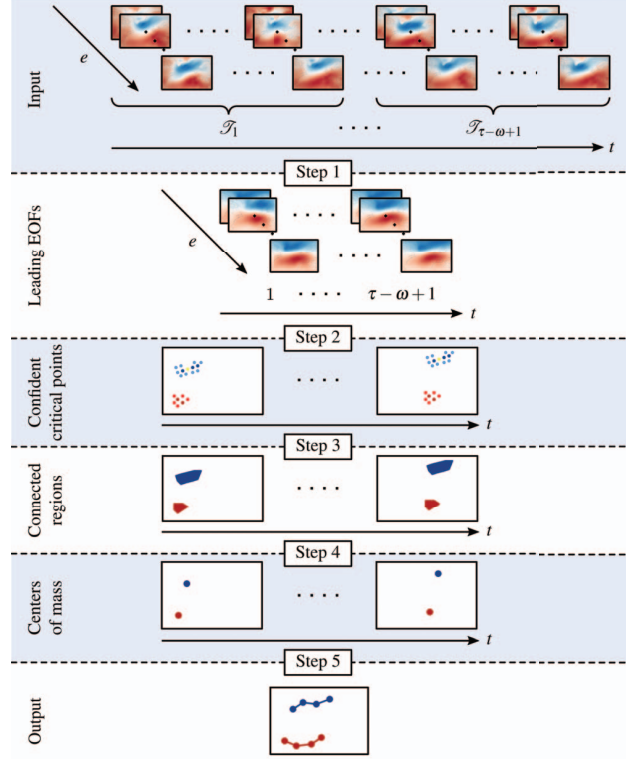 Input
e
𝒯1
𝒯τ−ω+1
t
Step 1
Leading EOFs
e
1
τ−ω+1
t
Step 2
Confident
critical points
t
Step 3
Connected
regions
t
Step 4
Centers
of mass
t
Step 5
Output